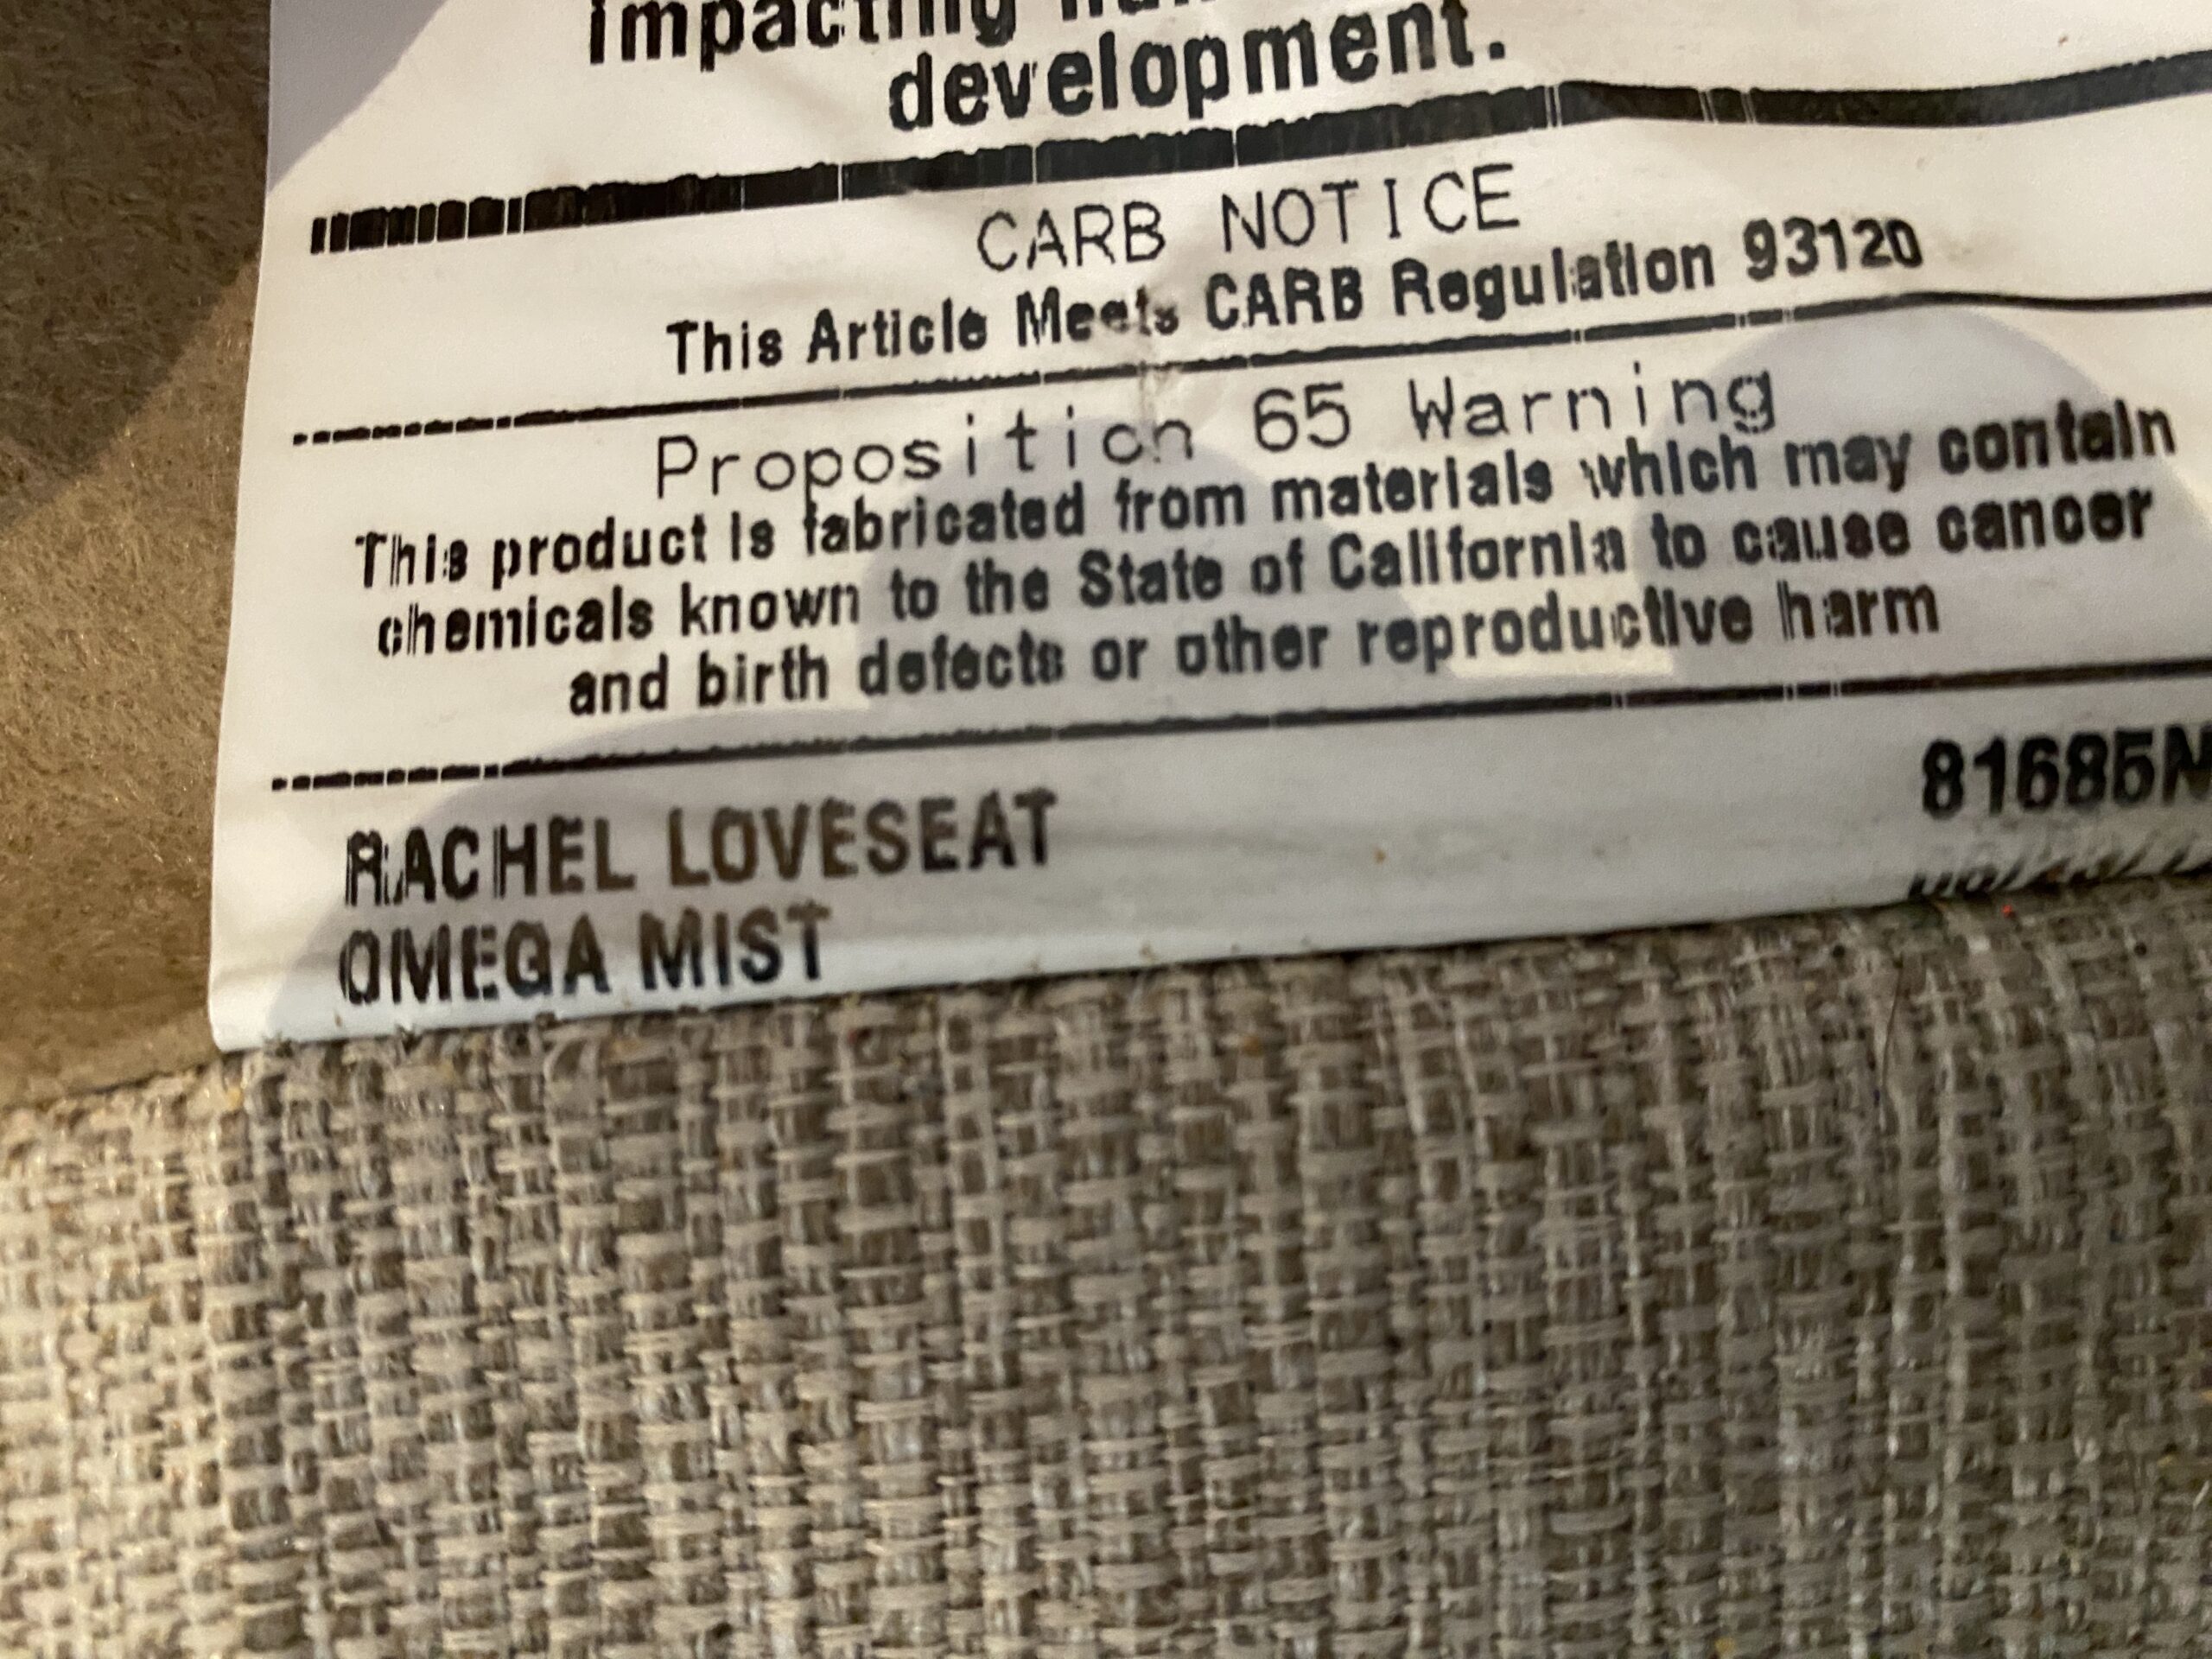 impacting
development.
CARB NOTICE
This Article Meets CARB Regulation 93120
Proposition 65 Warning
This product is fabricated from materials which may contain
chemicals known to the State of California to cause cancer
and birth defects or other reproductive harm
81685
RACHEL LOVESEAT
OMEGA MIST